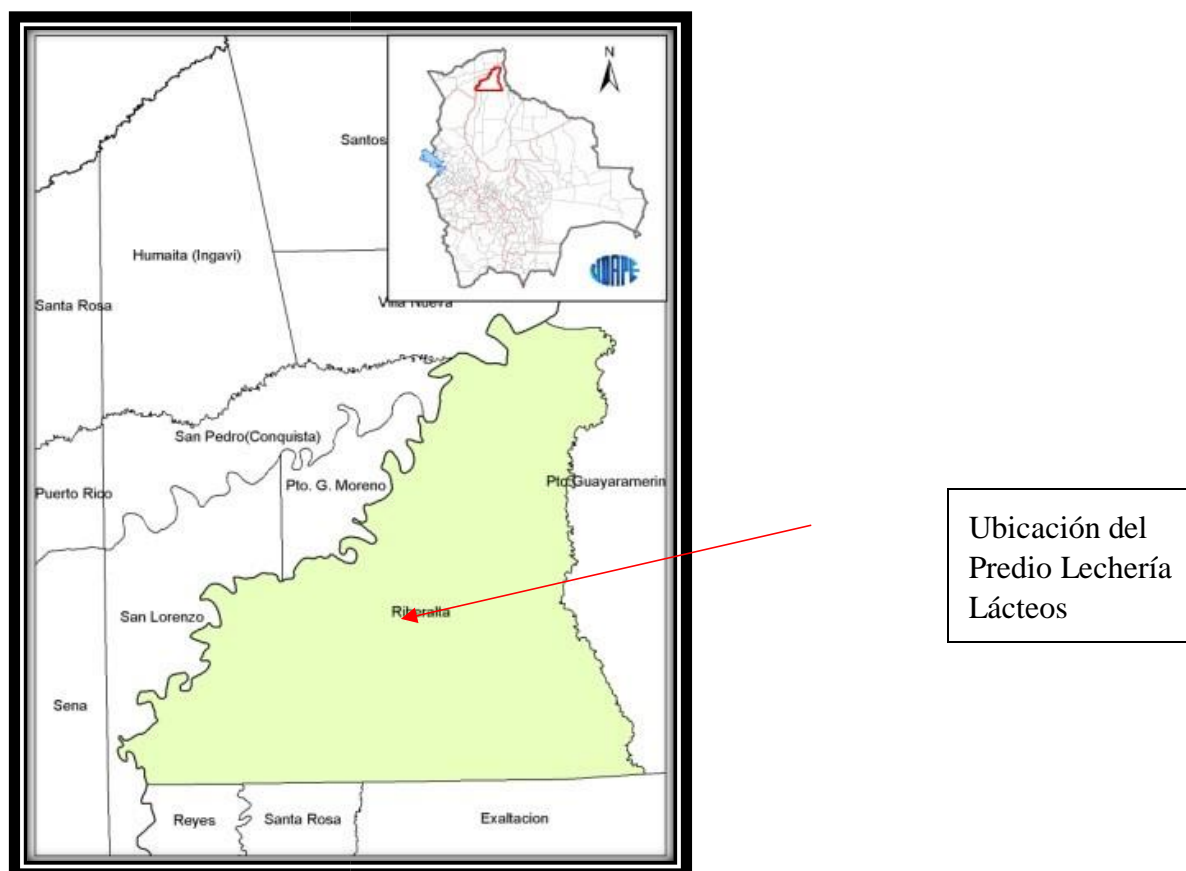 N
Santos
UDAPE
Humaita (Ingavi)
Santa Rosa
Villa Nueva
San Pedro(Conquista)
Pto. G. Moreno
Pto Guayaramerin
Puerto Rico
Ubicación del
Predio Lechería
Lácteos
San Lorenzo
Riberalta
Sena
Reyes
Santa Rosa
Exaltacion